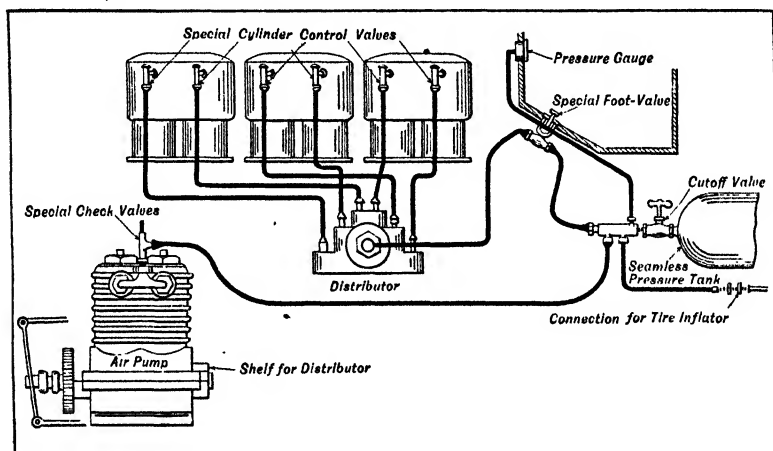 Special Cylinder Control Valves
Pressure Gauge
Special Foot-Valve
Cutoff Valve
Special Check Valves
Distributor
Seamless
Pressure Tank
Connection for Tire Inflator
Air Pump
Shelf for Distributor